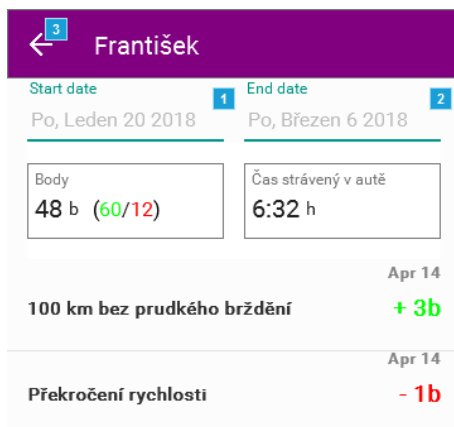 3
František
Start date
1
End date
2
Po, Leden 20 2018
Po, Březen 6 2018
Body
Čas strávený v autě
48 b (60/12)
6:32 h
Apr 14
100 km bez prudkého brždění
+ 3b
Apr 14
Překročení rychlosti
- 1b